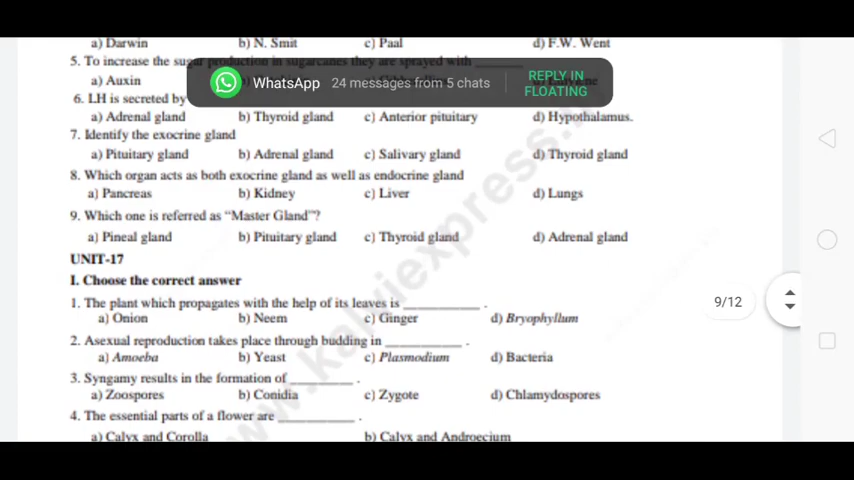 a) Darwin b) N. Smit c) Paal d) F.W. Went
5. To increase the sugar production in sugarcanes they are sprayed with ________
a) Auxin
WhatsApp 24 messages from 5 chats REPLY IN FLOATING
6. LH is secreted by
a) Adrenal gland b) Thyroid gland c) Anterior pituitary d) Hypothalamus.
7. Identify the exocrine gland
a) Pituitary gland b) Adrenal gland c) Salivary gland d) Thyroid gland
8. Which organ acts as both exocrine gland as well as endocrine gland
a) Pancreas b) Kidney c) Liver d) Lungs
9. Which one is referred as “Master Gland”?
a) Pineal gland b) Pituitary gland c) Thyroid gland d) Adrenal gland
UNIT-17
I. Choose the correct answer
9/12
1. The plant which propagates with the help of its leaves is ____________ .
a) Onion b) Neem c) Ginger d) Bryophyllum
2. Asexual reproduction takes place through budding in ____________ .
a) Amoeba b) Yeast c) Plasmodium d) Bacteria
3. Syngamy results in the formation of __________ .
a) Zoospores b) Conidia c) Zygote d) Chlamydospores
4. The essential parts of a flower are ____________ .
a) Calyx and Corolla b) Calyx and Androecium